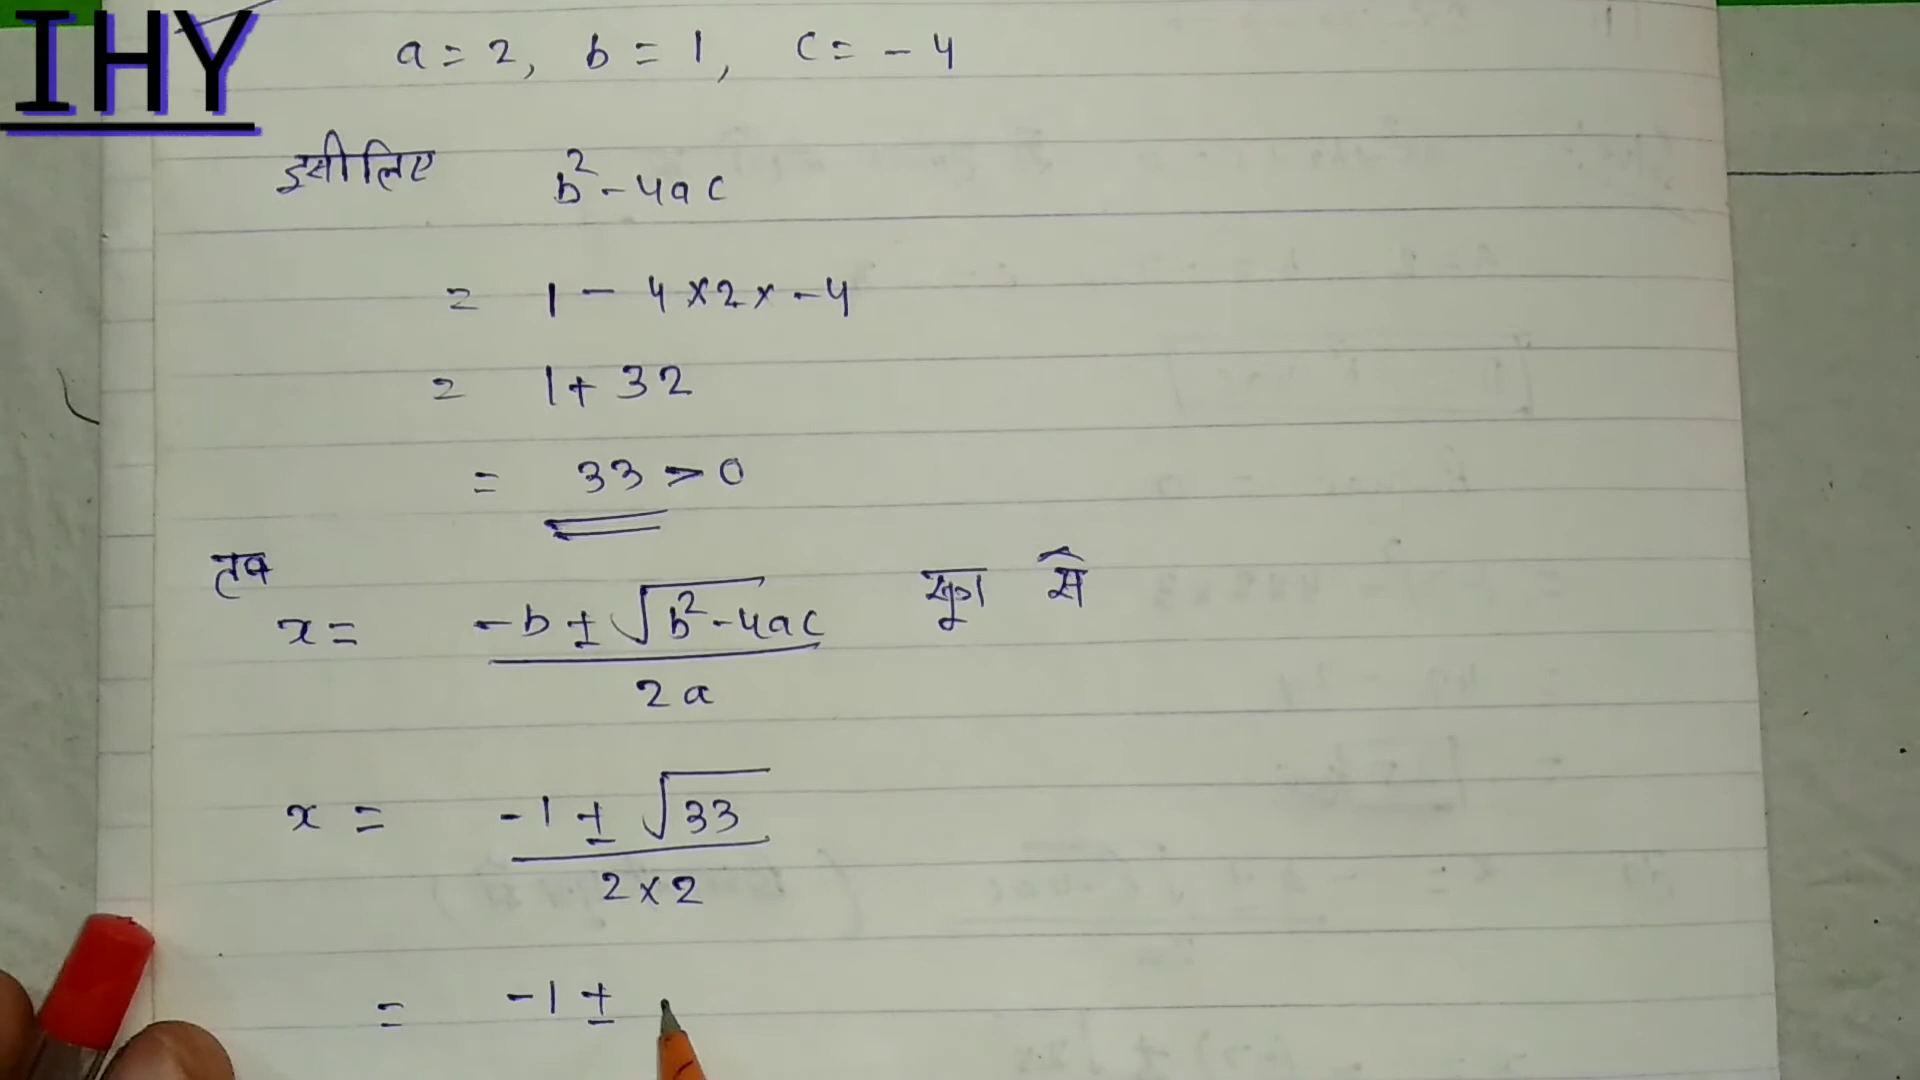 IHY
a = 2, b = 1, c = - 4
इसीलिए b² - 4ac
= 1 - 4 × 2 × - 4
= 1 + 32
= 33 > 0
तब
x = -b ± √b² - 4ac / 2a सूत्र से
x = -1 ± √33 / 2 × 2
= -1 ±